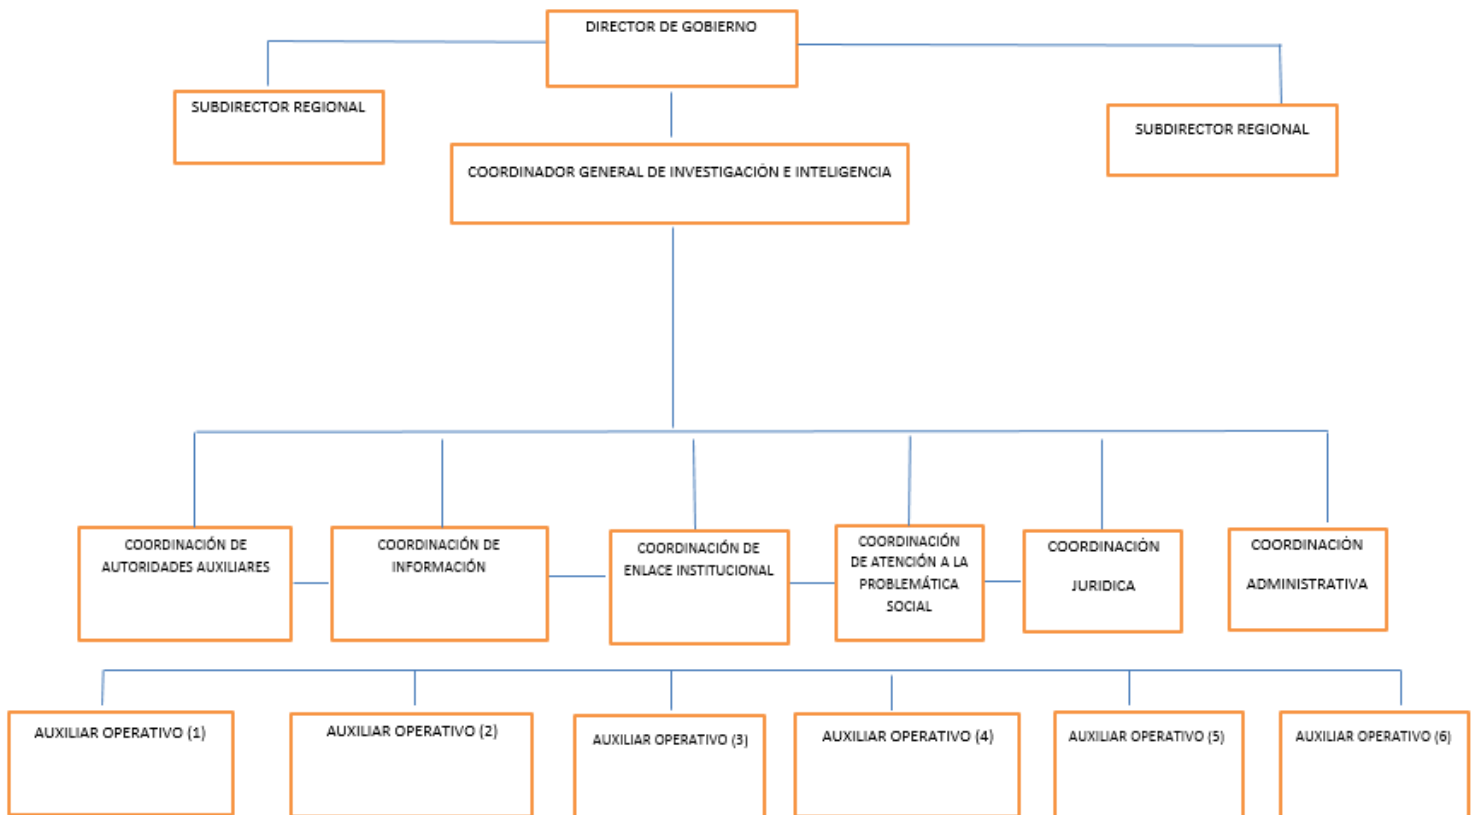 DIRECTOR DE GOBIERNO
SUBDIRECTOR REGIONAL
SUBDIRECTOR REGIONAL
COORDINADOR GENERAL DE INVESTIGACIÓN E INTELIGENCIA
COORDINACIÓN DE
AUTORIDADES AUXILIARES
COORDINACIÓN DE
INFORMACIÓN
COORDINACIÓN DE
ENLACE INSTITUCIONAL
COORDINACIÓN
DE ATENCIÓN A LA
PROBLEMÁTICA
SOCIAL
COORDINACIÓN
JURIDICA
COORDINACIÓN
ADMINISTRATIVA
AUXILIAR OPERATIVO (1)
AUXILIAR OPERATIVO (2)
AUXILIAR OPERATIVO (3)
AUXILIAR OPERATIVO (4)
AUXILIAR OPERATIVO (5)
AUXILIAR OPERATIVO (6)